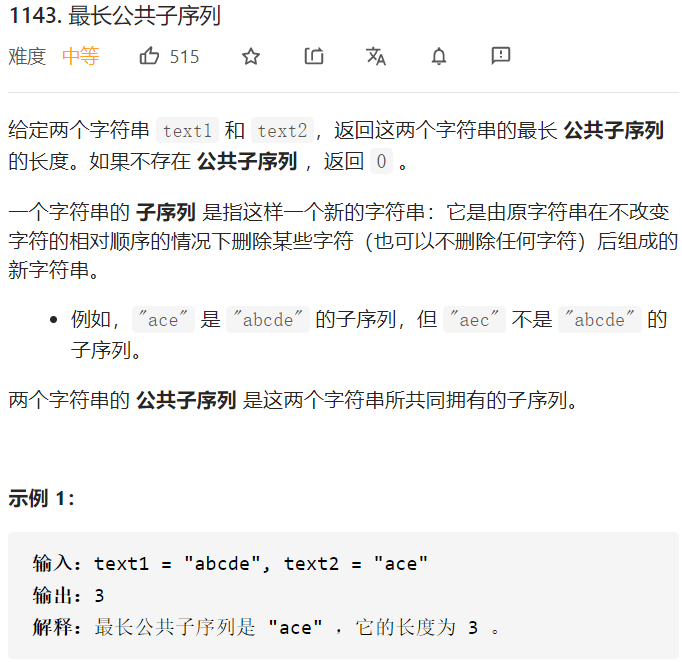 1143. 最长公共子序列
难度 中等 515
给定两个字符串 text1 和 text2，返回这两个字符串的最长 公共子序列
的长度。如果不存在 公共子序列 ，返回 0 。
一个字符串的 子序列 是指这样一个新的字符串：它是由原字符串在不改变
字符的相对顺序的情况下删除某些字符（也可以不删除任何字符）后组成的
新字符串。
• 例如，"ace" 是 "abcde" 的子序列，但 "aec" 不是 "abcde" 的
子序列。
两个字符串的 公共子序列 是这两个字符串所共同拥有的子序列。
示例 1：
输入：text1 = "abcde", text2 = "ace"
输出：3
解释：最长公共子序列是 "ace" ，它的长度为 3 。